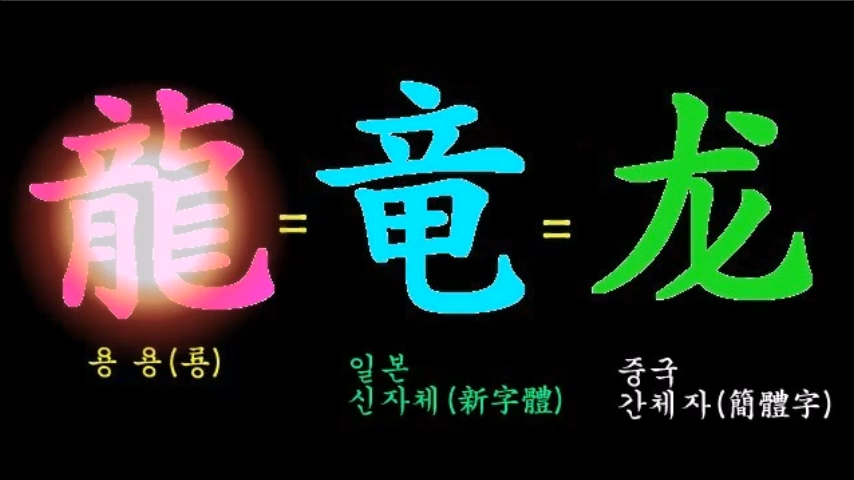 龍 = 竜 = 龙
용 용(룡)
일본
신자체(新字體)
중국
간체자(簡體字)